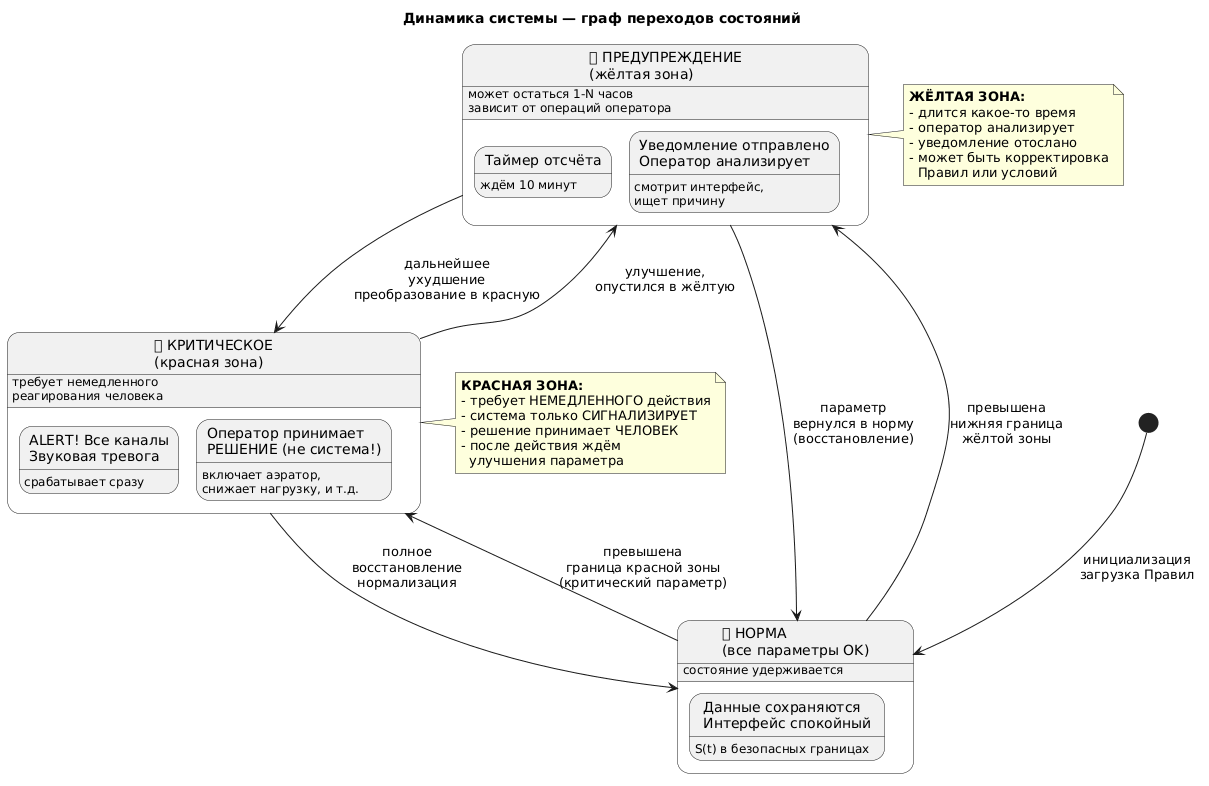 Динамика системы — граф переходов состояний
ПРЕДУПРЕЖДЕНИЕ
(жёлтая зона)
может остаться 1-N часов
зависит от операций оператора
Таймер отсчёта
ждём 10 минут
Уведомление отправлено
Оператор анализирует
смотрит интерфейс,
ищет причину
ЖЁЛТАЯ ЗОНА:
- длится какое-то время
- оператор анализирует
- уведомление отослано
- может быть корректировка
Правил или условий
дальнейшее
ухудшение
преобразование в красную
улучшение,
опустился в жёлтую
КРИТИЧЕСКОЕ
(красная зона)
требует немедленного
реагирования человека
ALERT! Все каналы
Звуковая тревога
срабатывает сразу
Оператор принимает
РЕШЕНИЕ (не система!)
включает аэратор,
снижает нагрузку, и т.д.
КРАСНАЯ ЗОНА:
- требует НЕМЕДЛЕННОГО действия
- система только СИГНАЛИЗИРУЕТ
- решение принимает ЧЕЛОВЕК
- после действия ждём
улучшения параметра
параметр
вернулся в норму
(восстановление)
превышена
нижняя граница
жёлтой зоны
полное
восстановление
нормализация
превышена
граница красной зоны
(критический параметр)
инициализация
загрузка Правил
НОРМА
(все параметры OK)
состояние удерживается
Данные сохраняются
Интерфейс спокойный
S(t) в безопасных границах